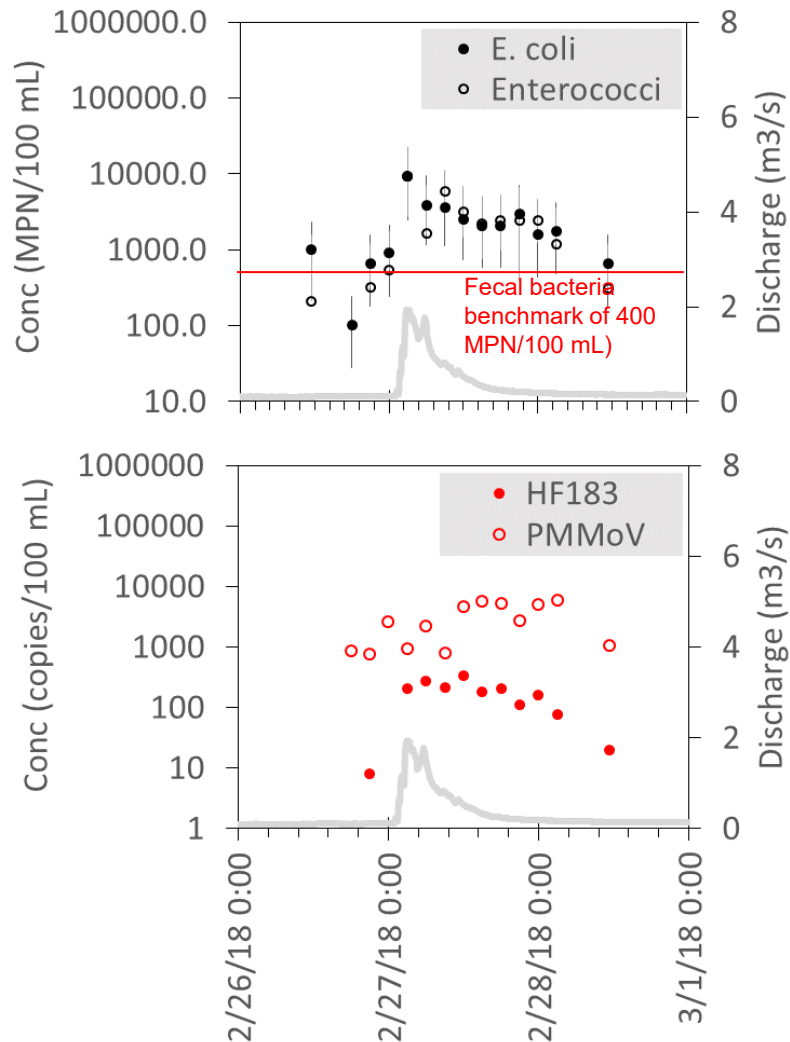 1000000.0
100000.0
10000.0
1000.0
100.0
10.0
Conc (MPN/100 mL)
E. coli
Enterococci
Fecal bacteria
benchmark of 400
MPN/100 mL)
8
6
4
2
0
Discharge (m3/s)
1000000
100000
10000
1000
100
10
1
Conc (copies/100 mL)
HF183
PMMoV
8
6
4
2
0
Discharge (m3/s)
2/26/18 0:00
2/27/18 0:00
2/28/18 0:00
3/1/18 0:00